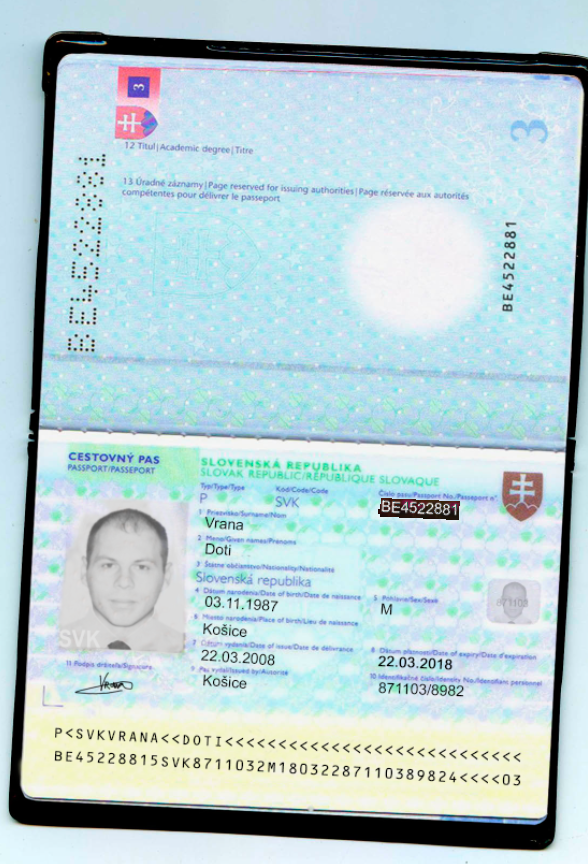 3
3
12 Titul|Academic degree|Titre
13 Úradné záznamy|Page reserved for issuing authorities|Page réservée aux autorités
compétentes pour délivrer le passeport
BE4522881
BE4522881
CESTOVNÝ PAS
PASSPORT/PASSEPORT
SLOVENSKÁ REPUBLIKA
SLOVAK REPUBLIC/RÉPUBLIQUE SLOVAQUE
Typ/Type/Type
Kód/Code/Code
Číslo pasu/Passport No./Passeport n°.
P
SVK
BE4522881
1 Priezvisko/Surname/Nom
Vrana
2 Meno/Given names/Prénoms
Doti
3 Štátne občianstvo/Nationality/Nationalité
Slovenská republika
4 Dátum narodenia/Date of birth/Date de naissance
5 Pohlavie/Sex/Sexe
03.11.1987
M
871103
6 Miesto narodenia/Place of birth/Lieu de naissance
Košice
7 Dátum vydania/Date of issue/Date de délivrance
8 Dátum platnosti/Date of expiry/Date d'expiration
22.03.2008
22.03.2018
9 Pas vydal/Issued by/Autorité
10 Identifikačné číslo/Identity No./Identifiant personnel
Košice
871103/8982
SVK
11 Podpis držiteľa/Signature
Vrana
P<SVKVRANA<<DOTI<<<<<<<<<<<<<<<<<<<<<<<<<<<<
BE45228815SVK8711032M18032287110389824<<<<03